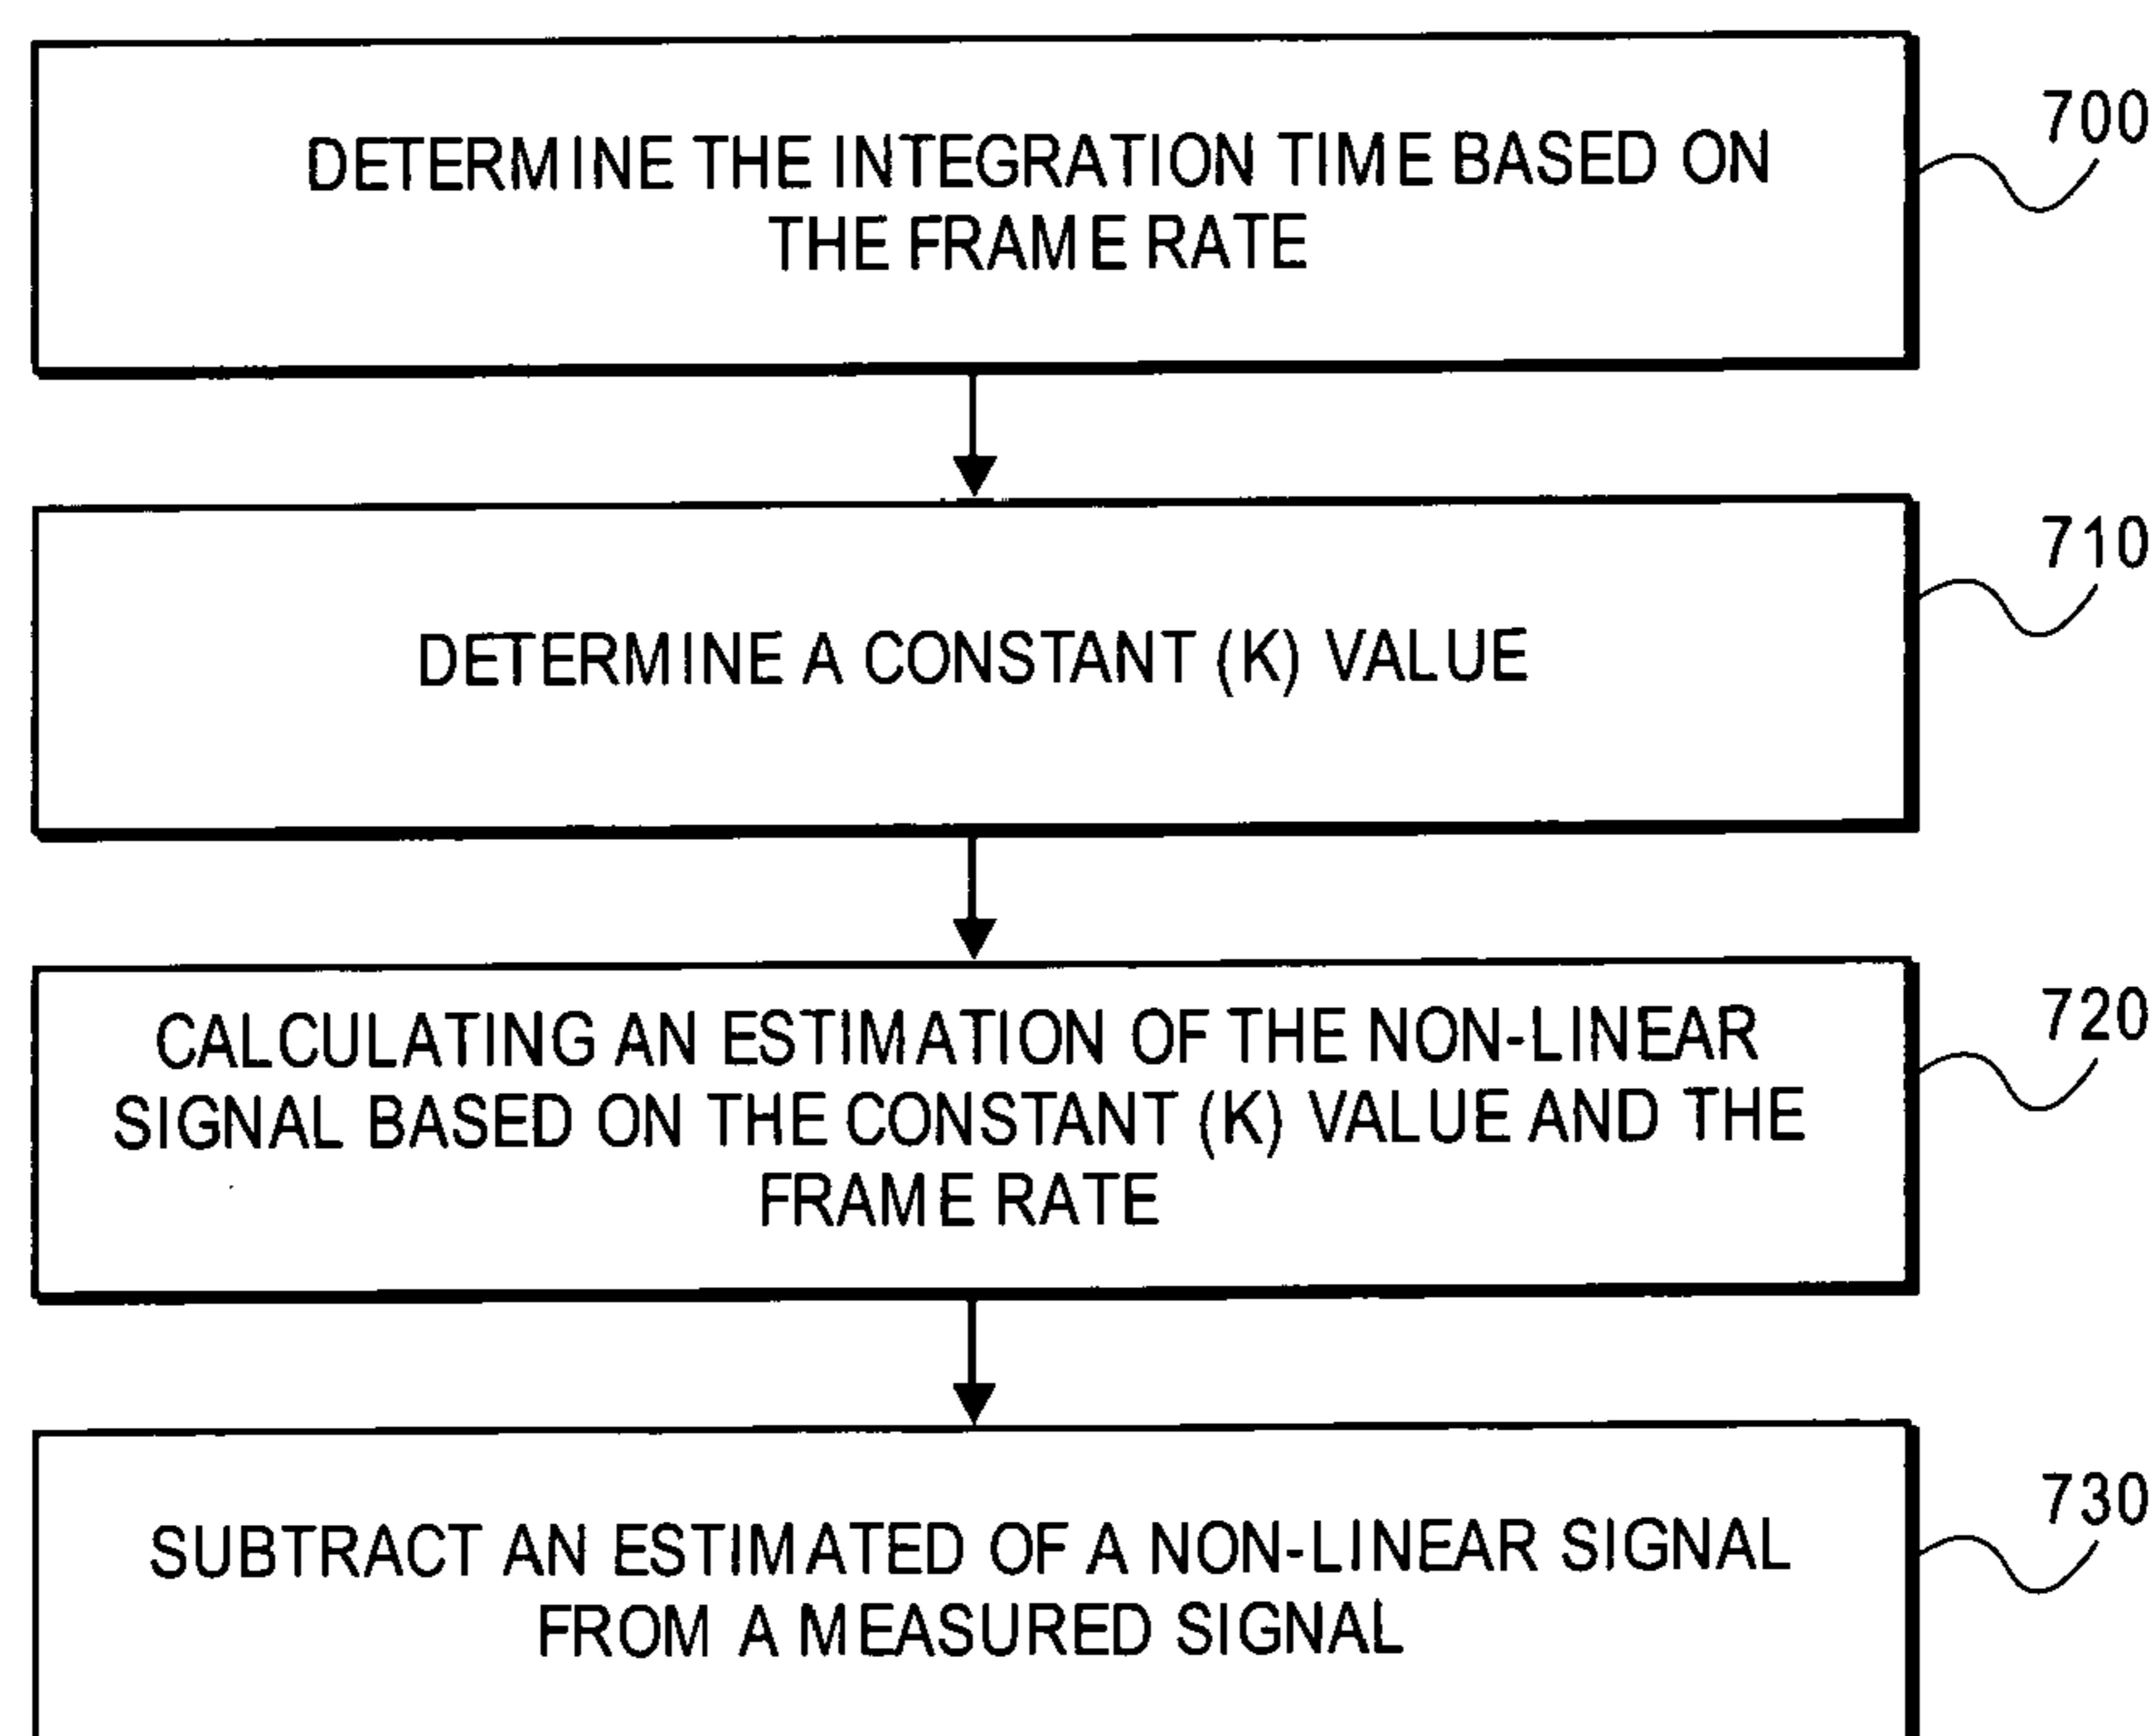 700
DETERMINE THE INTEGRATION TIME BASED ON
THE FRAME RATE
710
DETERMINE A CONSTANT (K) VALUE
720
CALCULATING AN ESTIMATION OF THE NON-LINEAR
SIGNAL BASED ON THE CONSTANT (K) VALUE AND THE
FRAME RATE
730
SUBTRACT AN ESTIMATED OF A NON-LINEAR SIGNAL
FROM A MEASURED SIGNAL